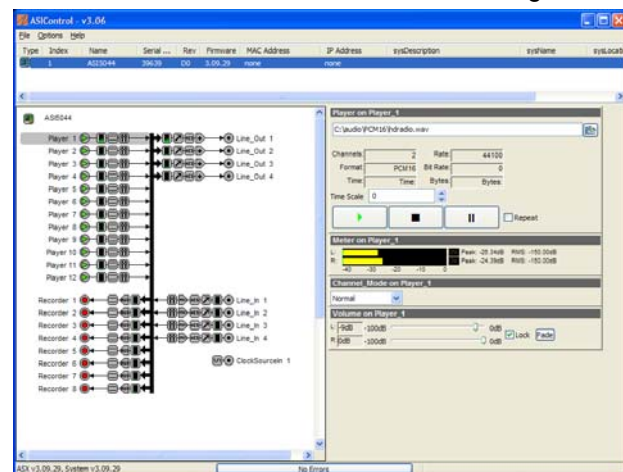 ASIControl - v3.06
File Options Help
Type Index Name Serial ... Rev Firmware MAC Address IP Address sysDescription sysName sysLocati
1 ASI5044 39639 D0 3.09.29 none none
ASI5044
Player 1 Line_Out 1
Player 2 Line_Out 2
Player 3 Line_Out 3
Player 4 Line_Out 4
Player 5
Player 6
Player 7
Player 8
Player 9
Player 10
Player 11
Player 12
Recorder 1 Line_In 1
Recorder 2 Line_In 2
Recorder 3 Line_In 3
Recorder 4 Line_In 4
Recorder 5
Recorder 6 ClockSourceIn 1
Recorder 7
Recorder 8
Player on Player_1
C:\audio\PCM16\hdradio.wav
Channels: 2 Rate: 44100
Format: PCM16 Bit Rate: 0
Time: Time: Bytes: Bytes:
Time Scale 0
Repeat
Meter on Player_1
L: Peak: -25.34dB RMS: -150.00dB
R: Peak: -24.39dB RMS: -150.00dB
-40 -30 -20 -10 0
Channel_Mode on Player_1
Normal
Volume on Player_1
L -9dB -100dB 0dB
R 0dB -100dB 0dB
Lock Fade
ASX v3.09.29, System v3.09.29 No Errors